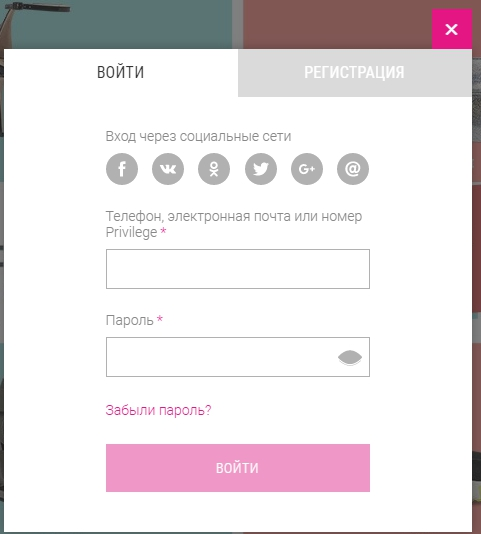 ВОЙТИ
РЕГИСТРАЦИЯ
Вход через социальные сети
Телефон, электронная почта или номер
Privilege *
Пароль *
Забыли пароль?
ВОЙТИ